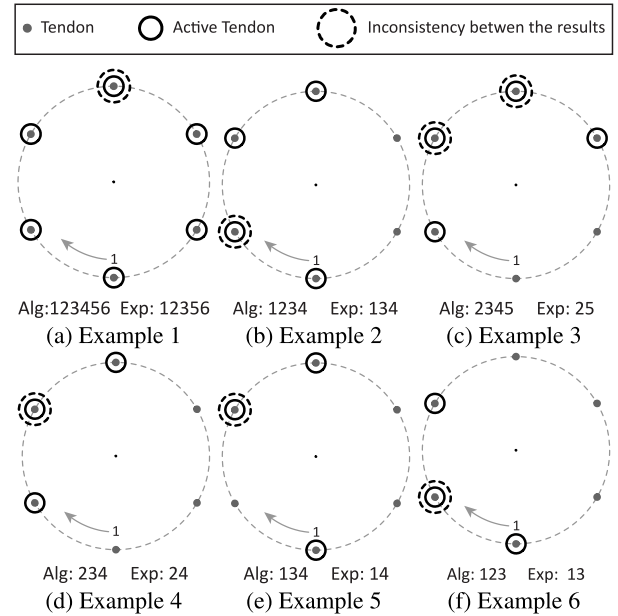 Tendon Active Tendon Inconsistency betwen the results
1 1 1
Alg:123456 Exp: 12356 Alg: 1234 Exp: 134 Alg: 2345 Exp: 25
(a) Example 1 (b) Example 2 (c) Example 3
1 1 1
Alg: 234 Exp: 24 Alg: 134 Exp: 14 Alg: 123 Exp: 13
(d) Example 4 (e) Example 5 (f) Example 6